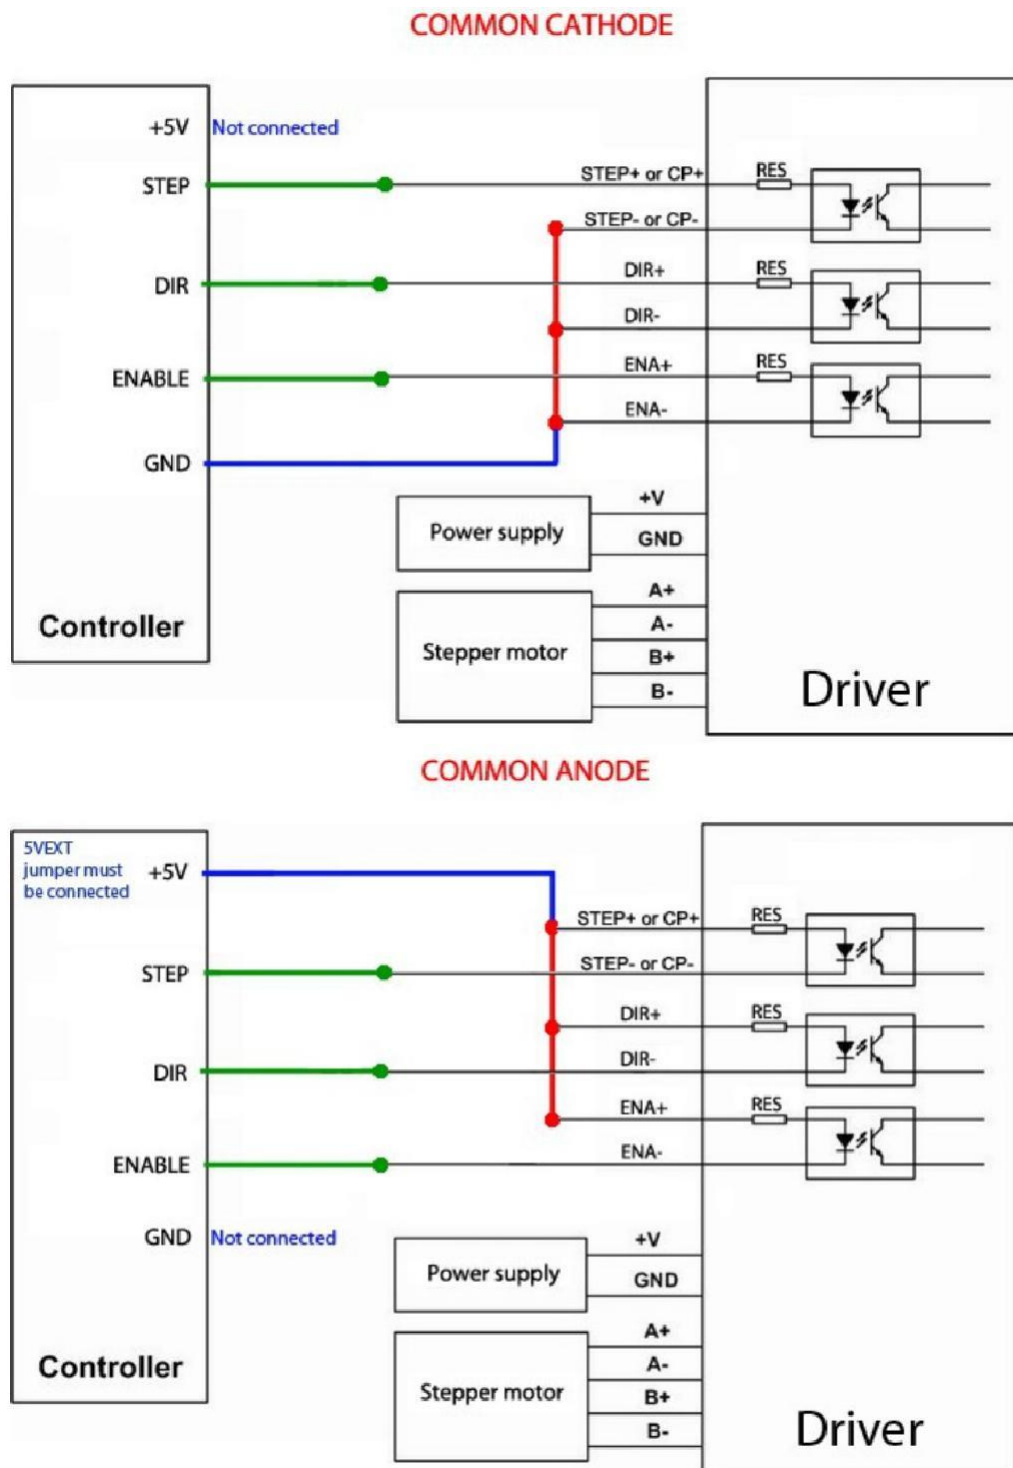 COMMON CATHODE
+5V Not connected
STEP STEP+ or CP+ RES
STEP- or CP-
DIR DIR+ RES
DIR-
ENABLE ENA+ RES
ENA-
GND
Power supply +V
GND
Controller
Stepper motor A+
A-
B+
B-
Driver
COMMON ANODE
5VEXT
jumper must
be connected
+5V
STEP+ or CP+ RES
STEP STEP- or CP-
DIR+ RES
DIR DIR-
ENA+ RES
ENABLE ENA-
GND Not connected
Power supply +V
GND
Controller
Stepper motor A+
A-
B+
B-
Driver